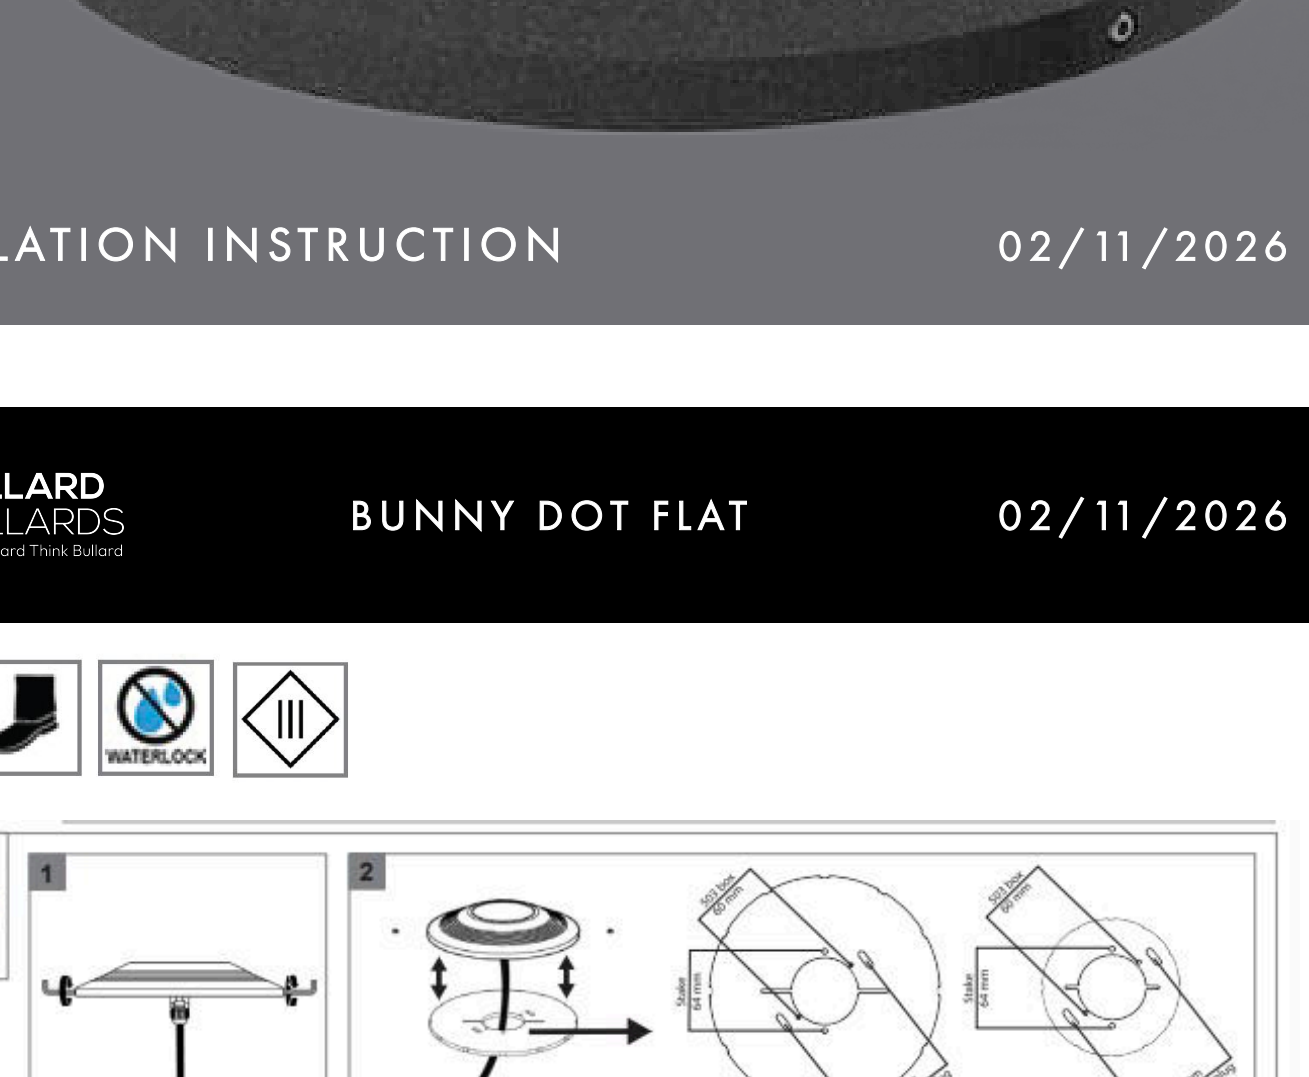 LATION INSTRUCTION 02/11/2026
LLARD
LLARDS
ard Think Bullard
BUNNY DOT FLAT
02/11/2026
WATERLOCK
1
2
503 box
60 mm
Stake
64 mm
503 box
60 mm
Stake
64 mm